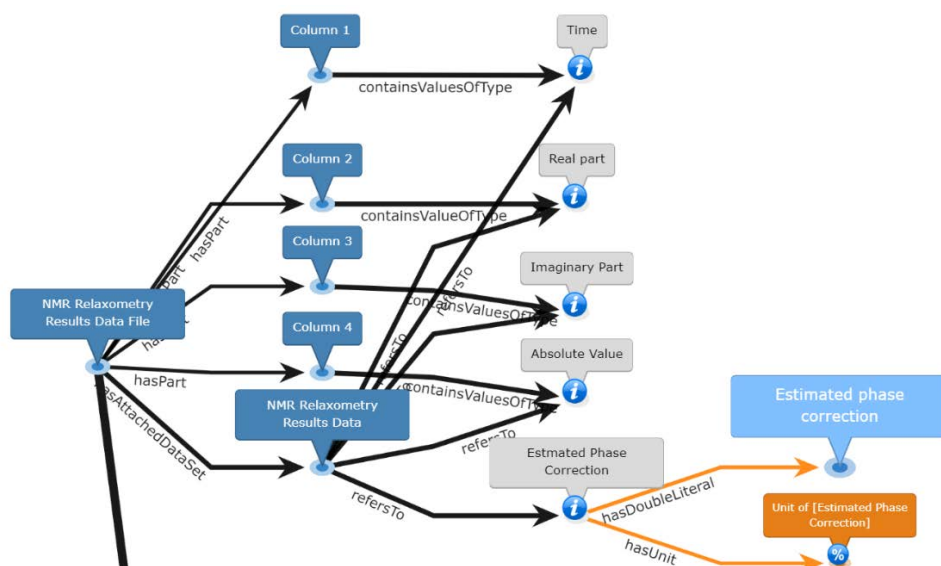 Column 1
Time
containsValuesOfType
Column 2
Real part
containsValueOfType
hasPart
Column 3
Imaginary Part
refersTo
NMR Relaxometry
Results Data File
containsValuesOfType
Column 4
Absolute Value
hasPart
containsValuesOfType
NMR Relaxometry
Results Data
Estimated phase
correction
hasAttachedDataSet
refersTo
Estmated Phase
Correction
refersTo
hasDoubleLiteral
Unit of [Estimated Phase
Correction]
hasUnit
%